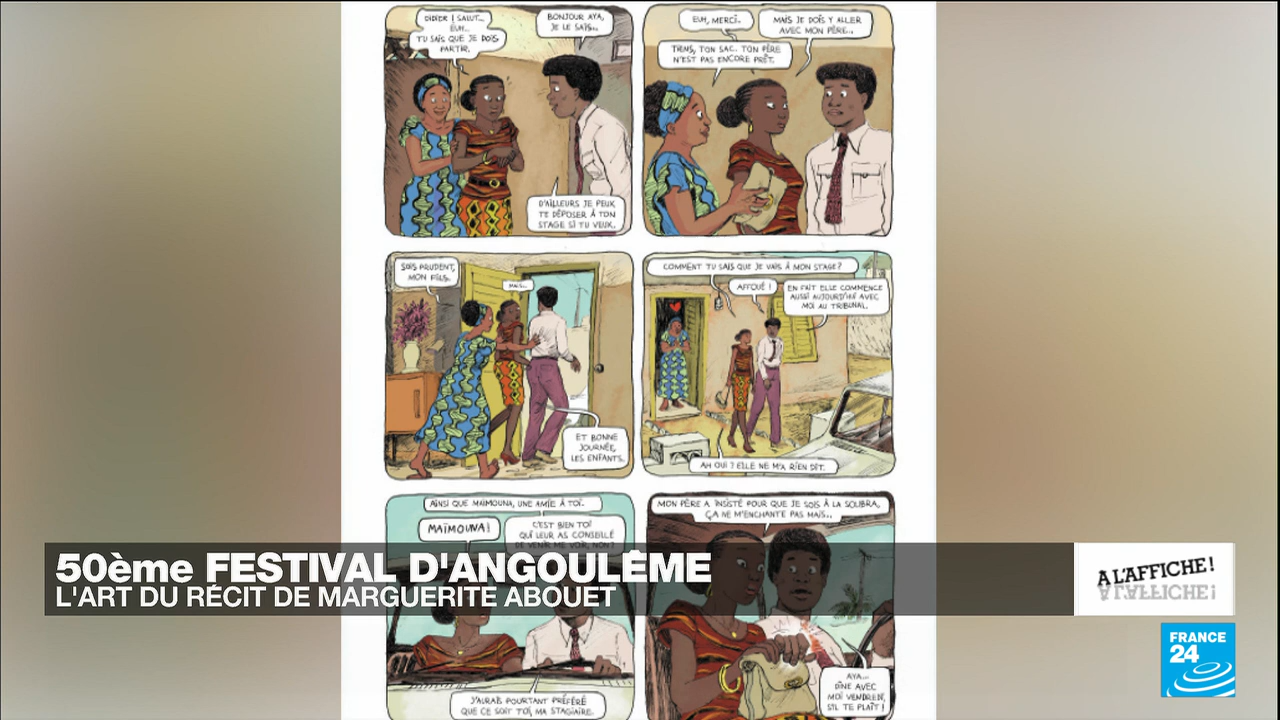 DIDIER ! SALUT...
EUH...
TU SAIS QUE JE DOIS
PARTIR.
BONJOUR AYA,
JE LE SAIS...
D'AILLEURS JE PEUX
TE DÉPOSER À TON
STAGE SI TU VEUX.
EUH, MERCI.
MAIS JE DOIS Y ALLER
AVEC MON PÈRE...
TIENS, TON SAC. TON PÈRE
N'EST PAS ENCORE PRÊT.
SOIS PRUDENT,
MON FILS.
MAIS..
ET BONNE
JOURNÉE,
LES ENFANTS.
COMMENT TU SAIS QUE JE VAIS À MON STAGE ?
AFFOUÉ !
EN FAIT ELLE COMMENCE
AUSSI AUJOURD'HUI AVEC
MOI AU TRIBUNAL.
AH OUI ? ELLE NE M'A RIEN DIT.
AINSI QUE MAÏMOUNA, UNE AMIE À TOI.
MAÏMOUNA !
C'EST BIEN TOI
QUI LEUR AS CONSEILLÉ
DE VENIR ME VOIR, NON ?
J'AURAIS POURTANT PRÉFÉRÉ
QUE CE SOIT TOI, MA STAGIAIRE.
MON PÈRE A INSISTÉ POUR QUE JE SOIS À LA SOLIBRA,
ÇA NE M'ENCHANTE PAS MAIS...
AYA...
DÎNE AVEC
MOI VENDREDI,
S'IL TE PLAÎT !
50ème FESTIVAL D'ANGOULÊME
L'ART DU RÉCIT DE MARGUERITE ABOUET
A L'AFFICHE !
A L'AFFICHE !
FRANCE
24